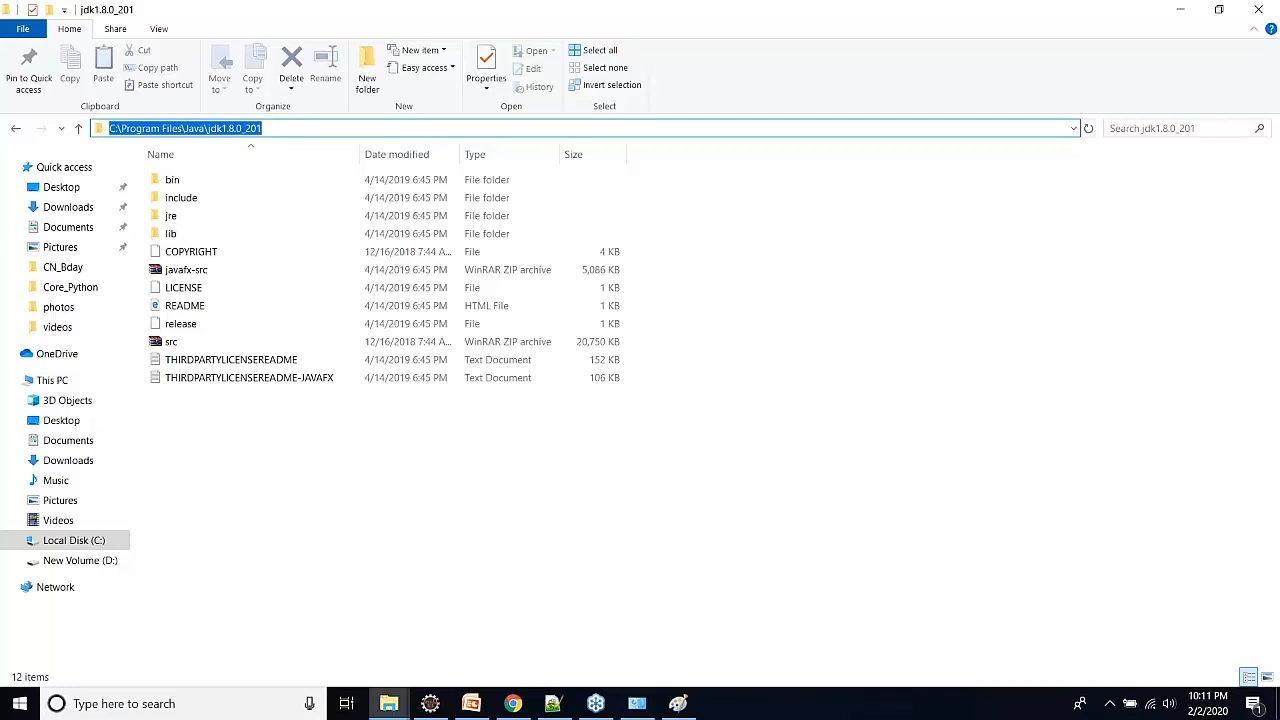 jdk1.8.0_201
File Home Share View
Pin to Quick access
Copy
Paste
Cut
Copy path
Paste shortcut
Clipboard
Move to
Copy to
Delete
Rename
Organize
New folder
New item
Easy access
New
Properties
Open
Edit
History
Open
Select all
Select none
Invert selection
Select
C:\Program Files\Java\jdk1.8.0_201
Search jdk1.8.0_201
Name Date modified Type Size
bin 4/14/2019 6:45 PM File folder
include 4/14/2019 6:45 PM File folder
jre 4/14/2019 6:45 PM File folder
lib 4/14/2019 6:45 PM File folder
COPYRIGHT 12/16/2018 7:44 A... File 4 KB
javafx-src 4/14/2019 6:45 PM WinRAR ZIP archive 5,086 KB
LICENSE 4/14/2019 6:45 PM File 1 KB
README 4/14/2019 6:45 PM HTML File 1 KB
release 4/14/2019 6:45 PM File 1 KB
src 12/16/2018 7:44 A... WinRAR ZIP archive 20,750 KB
THIRDPARTYLICENSEREADME 4/14/2019 6:45 PM Text Document 152 KB
THIRDPARTYLICENSEREADME-JAVAFX 4/14/2019 6:45 PM Text Document 106 KB
Quick access
Desktop
Downloads
Documents
Pictures
CN_Bday
Core_Python
photos
videos
OneDrive
This PC
3D Objects
Desktop
Documents
Downloads
Music
Pictures
Videos
Local Disk (C:)
New Volume (D:)
Network
12 items
Type here to search
10:11 PM
2/2/2020
1